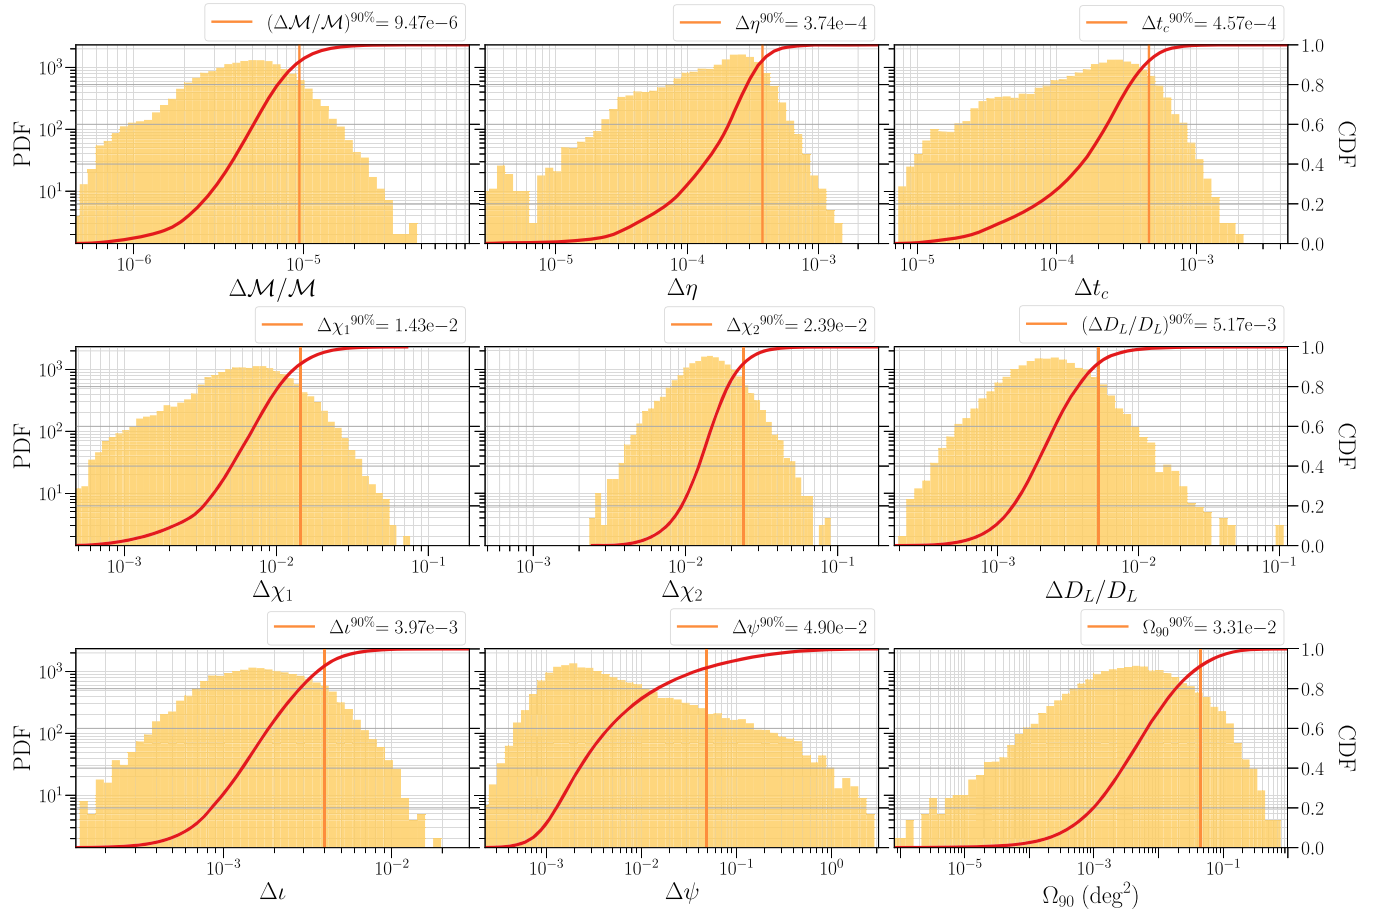 (Δℳ/ℳ)^90% = 9.47e−6
Δη^90% = 3.74e−4
Δt_c^90% = 4.57e−4
PDF
10^3
10^2
10^1
1.0
0.8
0.6
0.4
0.2
0.0
CDF
10^−6 10^−5
10^−5 10^−4 10^−3
10^−5 10^−4 10^−3
Δℳ/ℳ
Δη
Δt_c
Δχ_1^90% = 1.43e−2
Δχ_2^90% = 2.39e−2
(ΔD_L/D_L)^90% = 5.17e−3
PDF
10^3
10^2
10^1
1.0
0.8
0.6
0.4
0.2
0.0
CDF
10^−3 10^−2 10^−1
10^−3 10^−2 10^−1
10^−3 10^−2 10^−1
Δχ_1
Δχ_2
ΔD_L/D_L
Δι^90% = 3.97e−3
Δψ^90% = 4.90e−2
Ω_90^90% = 3.31e−2
PDF
10^3
10^2
10^1
1.0
0.8
0.6
0.4
0.2
0.0
CDF
10^−3 10^−2
10^−3 10^−2 10^−1 10^0
10^−5 10^−3 10^−1
Δι
Δψ
Ω_90 (deg^2)